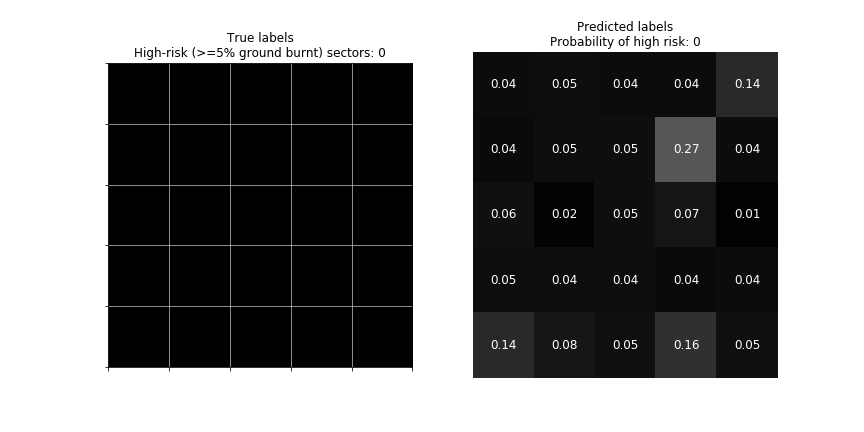 True labels
High-risk (>=5% ground burnt) sectors: 0
Predicted labels
Probability of high risk: 0
0.04 0.05 0.04 0.04 0.14
0.04 0.05 0.05 0.27 0.04
0.06 0.02 0.05 0.07 0.01
0.05 0.04 0.04 0.04 0.04
0.14 0.08 0.05 0.16 0.05